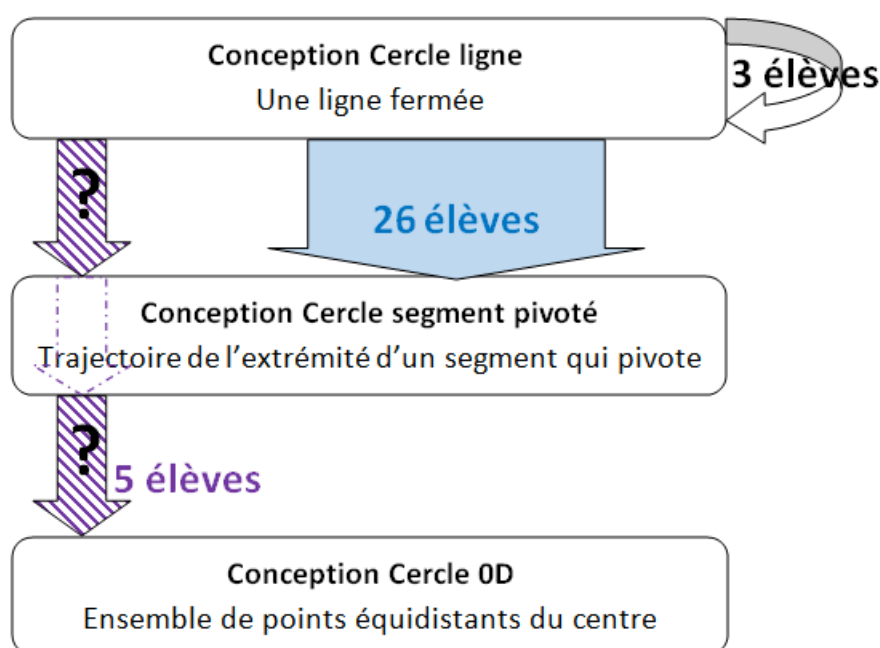 Conception Cercle ligne
Une ligne fermée
3 élèves
?
26 élèves
Conception Cercle segment pivoté
Trajectoire de l'extrémité d'un segment qui pivote
?
5 élèves
Conception Cercle 0D
Ensemble de points équidistants du centre